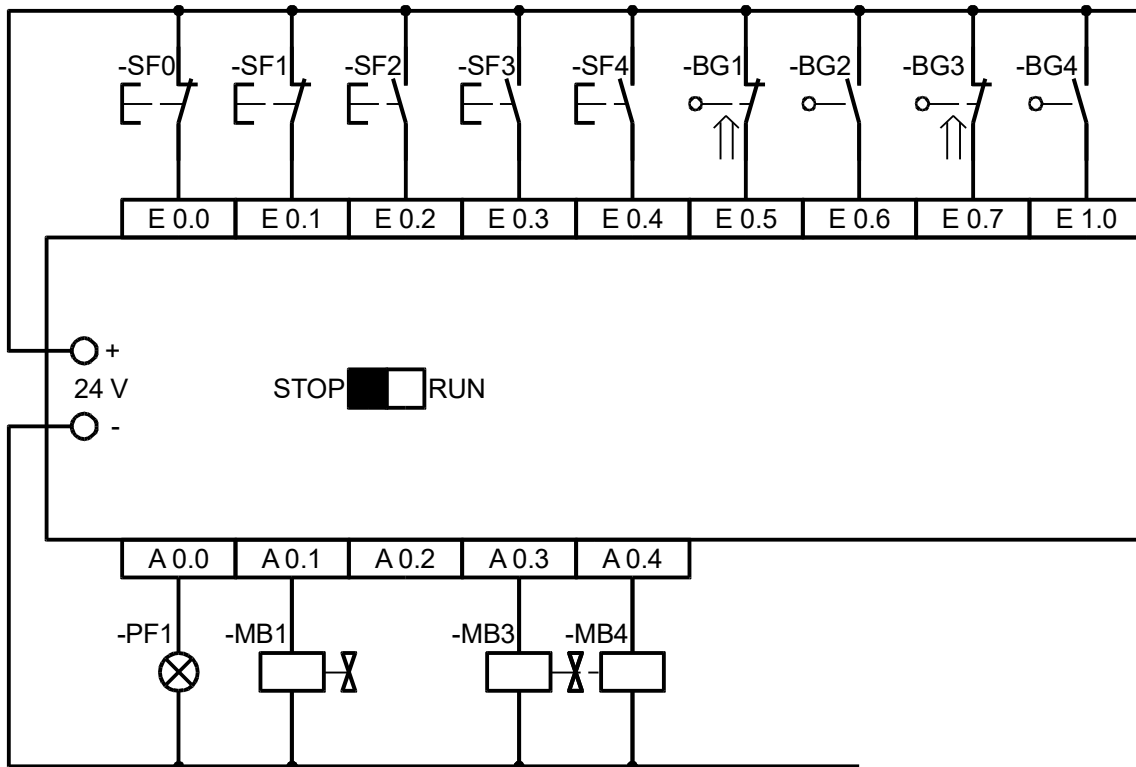 -SF0 -SF1 -SF2 -SF3 -SF4 -BG1 -BG2 -BG3 -BG4
E 0.0 E 0.1 E 0.2 E 0.3 E 0.4 E 0.5 E 0.6 E 0.7 E 1.0
+
24 V
-
STOP RUN
A 0.0 A 0.1 A 0.2 A 0.3 A 0.4
-PF1 -MB1 -MB3 -MB4